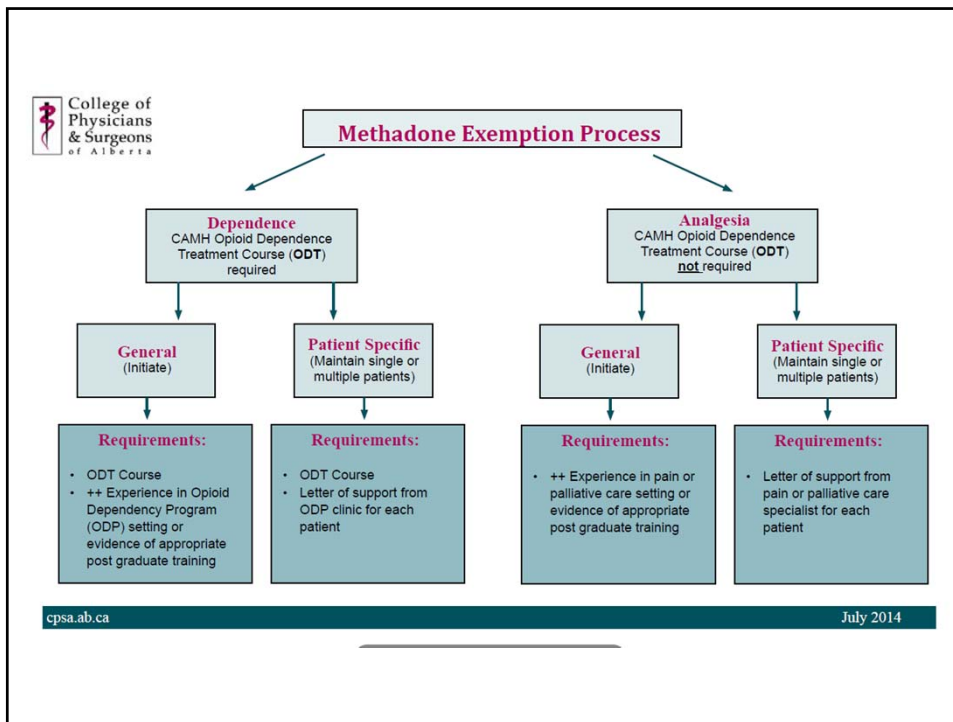 College of
Physicians
& Surgeons
of Alberta
Methadone Exemption Process
Dependence
CAMH Opioid Dependence
Treatment Course (ODT)
required
Analgesia
CAMH Opioid Dependence
Treatment Course (ODT)
not required
General
(Initiate)
Patient Specific
(Maintain single or
multiple patients)
General
(Initiate)
Patient Specific
(Maintain single or
multiple patients)
Requirements:
• ODT Course
• ++ Experience in Opioid
Dependency Program
(ODP) setting or
evidence of appropriate
post graduate training
Requirements:
• ODT Course
• Letter of support from
ODP clinic for each
patient
Requirements:
• ++ Experience in pain or
palliative care setting or
evidence of appropriate
post graduate training
Requirements:
• Letter of support from
pain or palliative care
specialist for each
patient
cpsa.ab.ca
July 2014